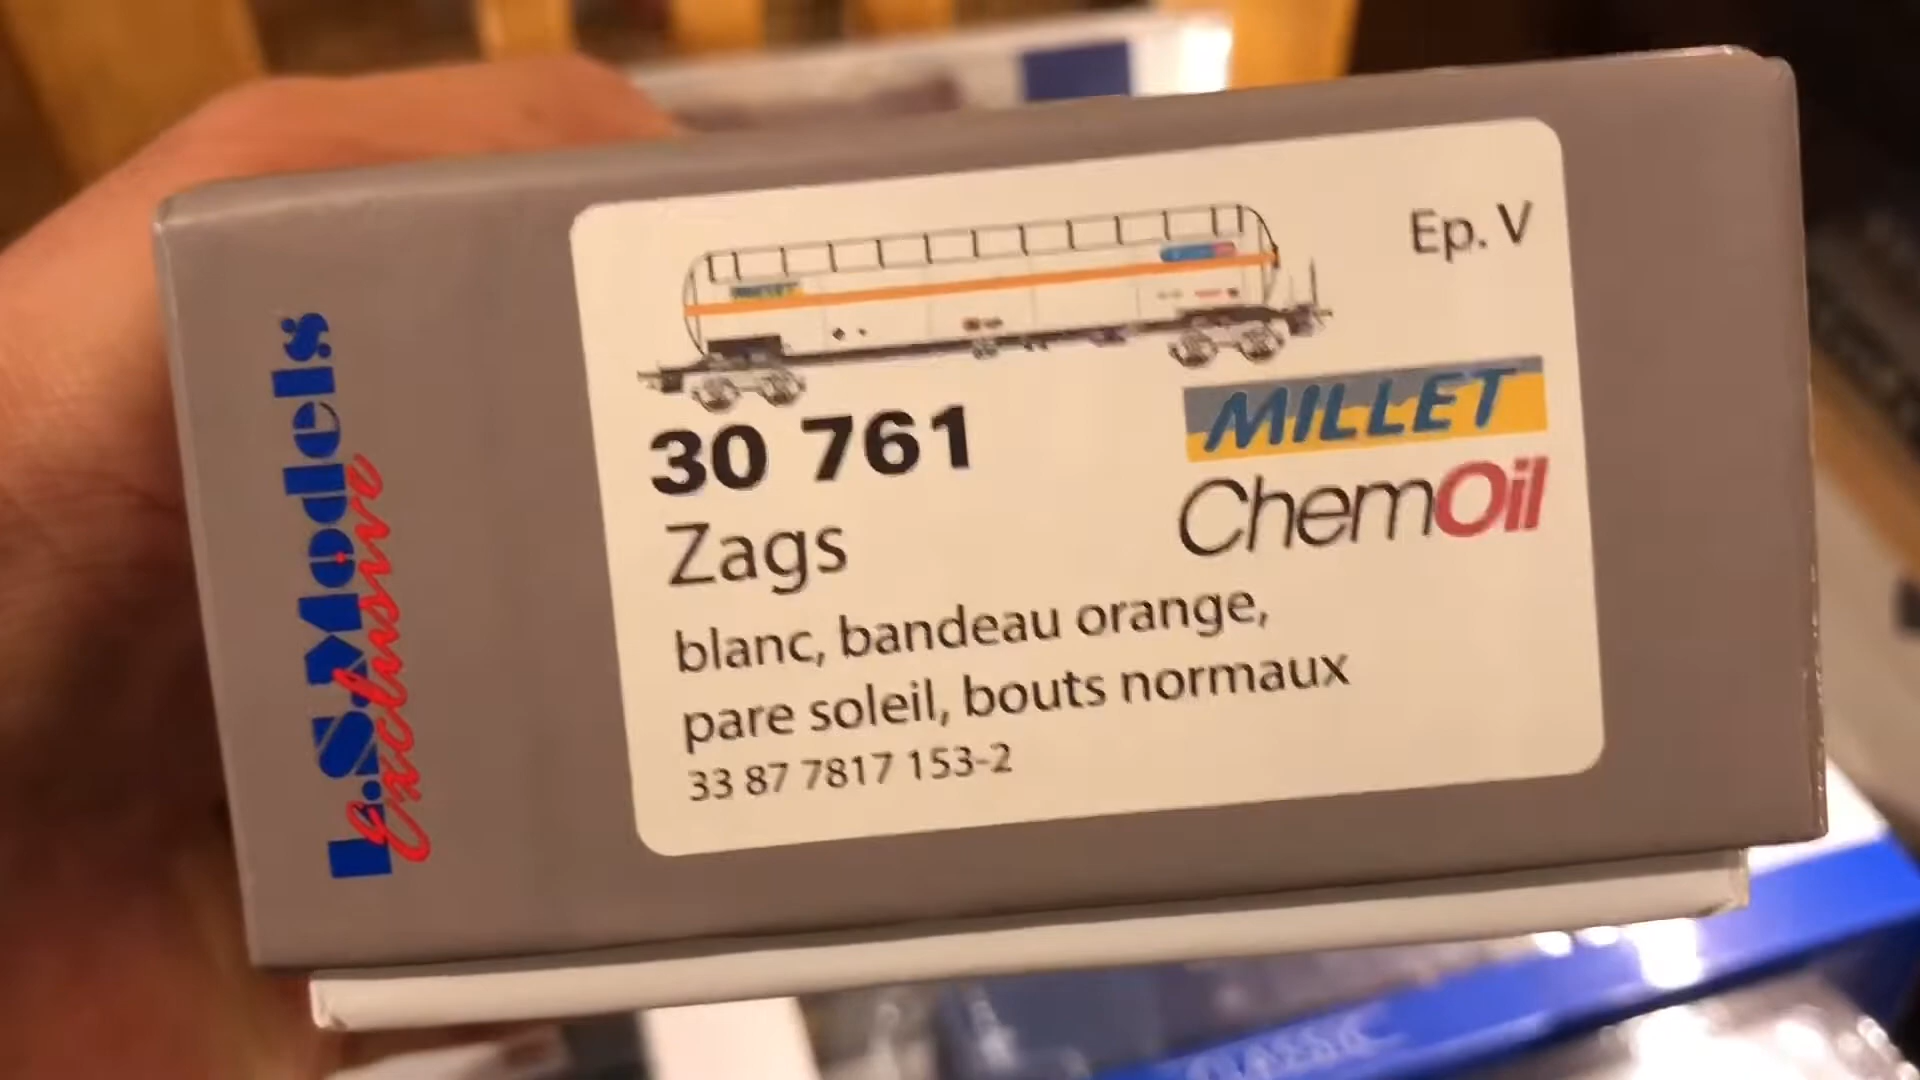 L.S.Models
Exclusive
MILLET
Ep. V
30 761
MILLET
ChemOil
Zags
blanc, bandeau orange,
pare soleil, bouts normaux
33 87 7817 153-2